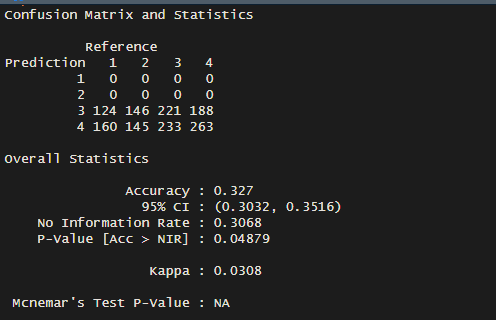 Confusion Matrix and Statistics
Reference
Prediction 1 2 3 4
1 0 0 0 0
2 0 0 0 0
3 124 146 221 188
4 160 145 233 263
Overall Statistics
Accuracy : 0.327
95% CI : (0.3032, 0.3516)
No Information Rate : 0.3068
P-Value [Acc > NIR] : 0.04879
Kappa : 0.0308
Mcnemar's Test P-Value : NA